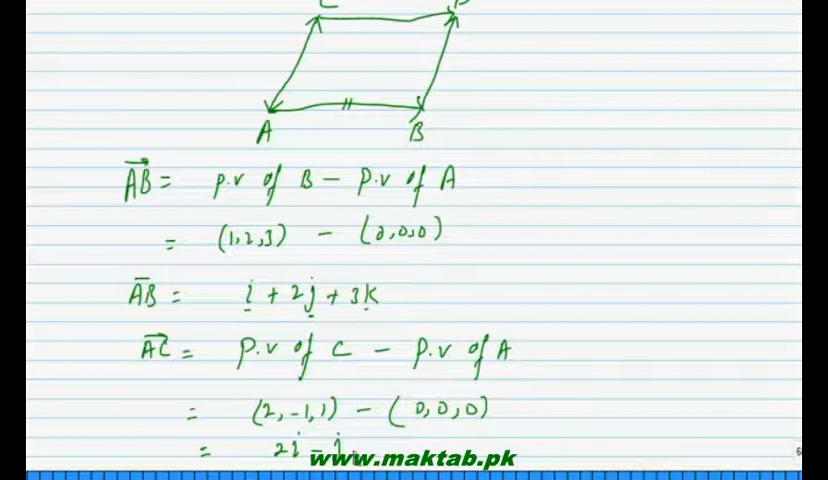 A B
AB = P.v of B - P.v of A
= (1,2,3) - (0,0,0)
AB = i + 2j + 3k
AC = P.v of C - P.v of A
= (2,-1,1) - (0,0,0)
= 2i - j
www.maktab.pk